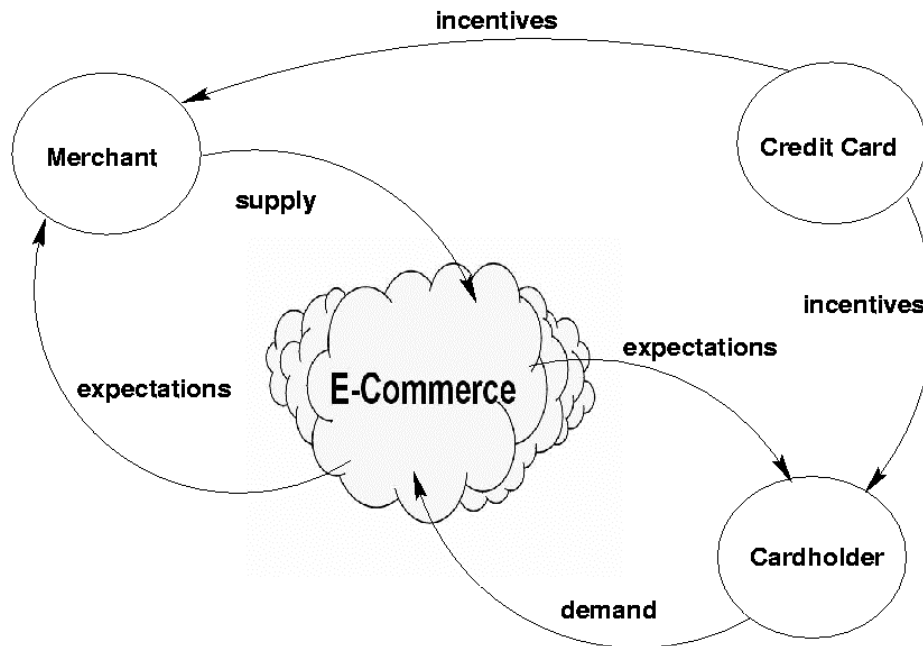 incentives
Merchant
Credit Card
supply
incentives
expectations
expectations
E-Commerce
Cardholder
demand